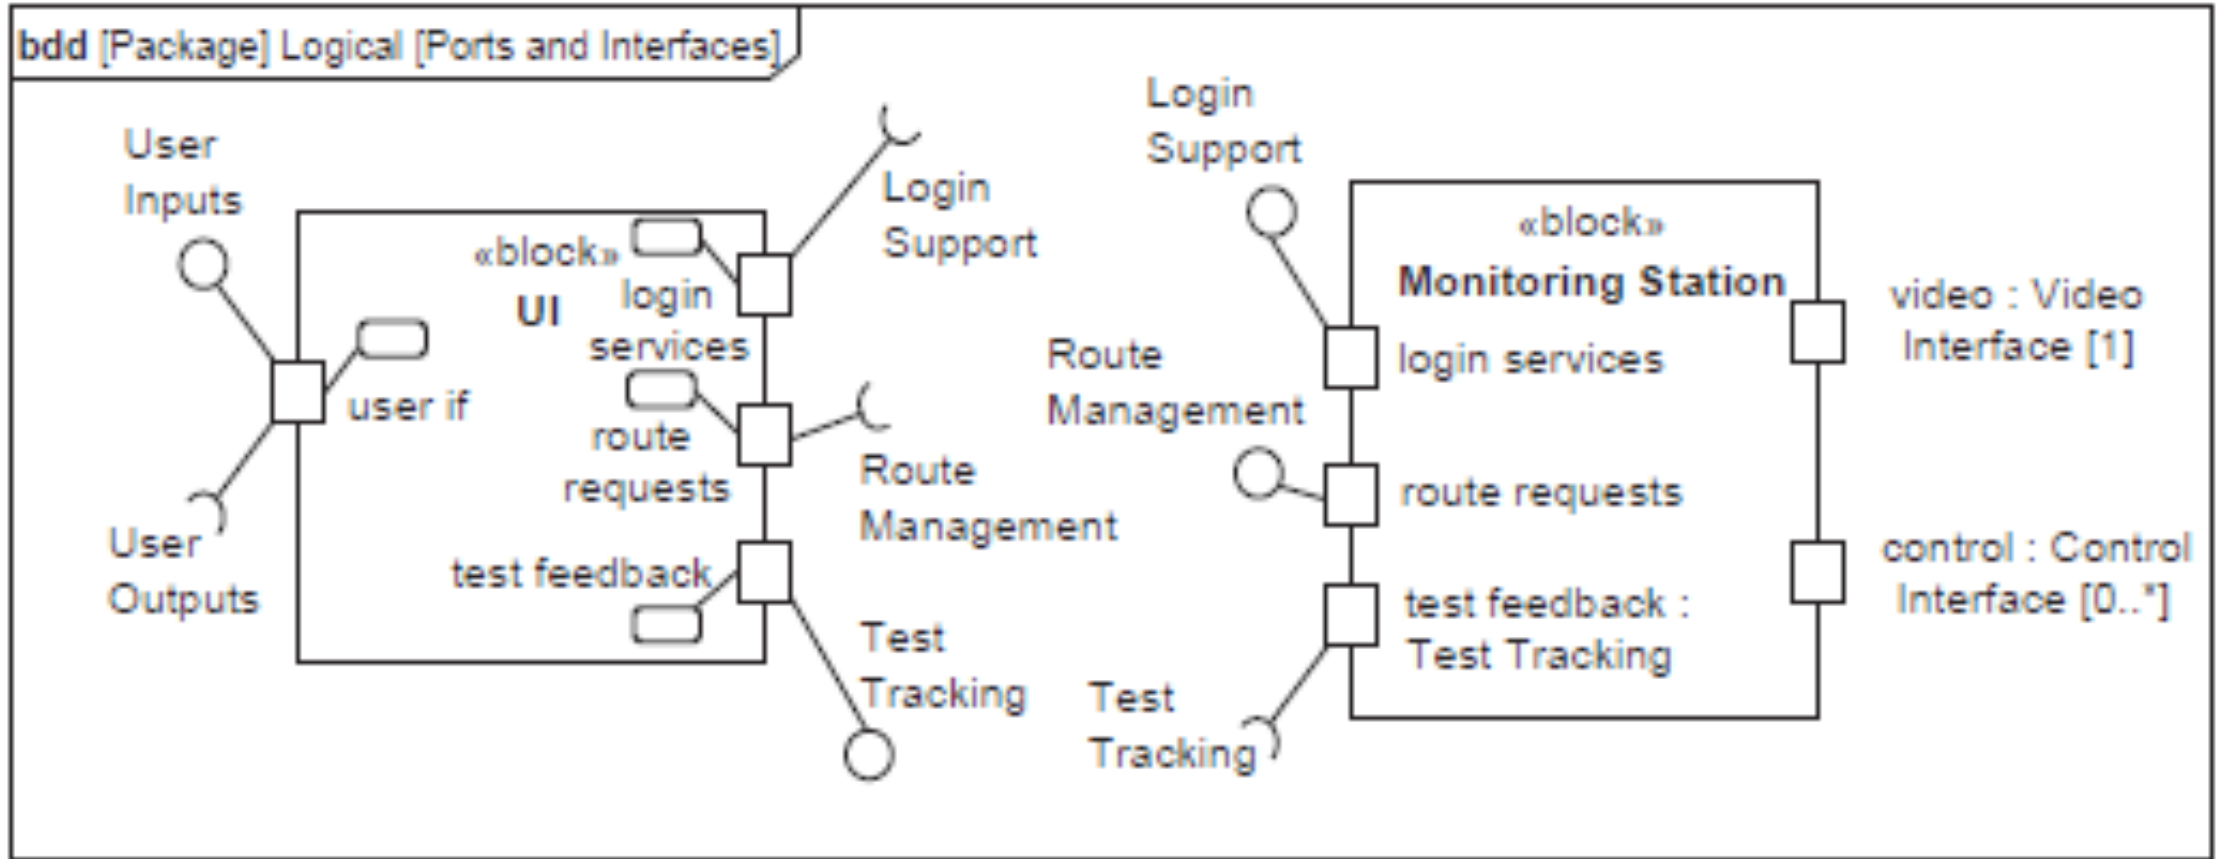 bdd [Package] Logical [Ports and Interfaces]
User
Inputs
«block»
UI
login
services
user if
route
requests
test feedback
User
Outputs
Login
Support
Route
Management
Test
Tracking
Login
Support
Route
Management
Test
Tracking
«block»
Monitoring Station
login services
route requests
test feedback :
Test Tracking
video : Video
Interface [1]
control : Control
Interface [0..*]